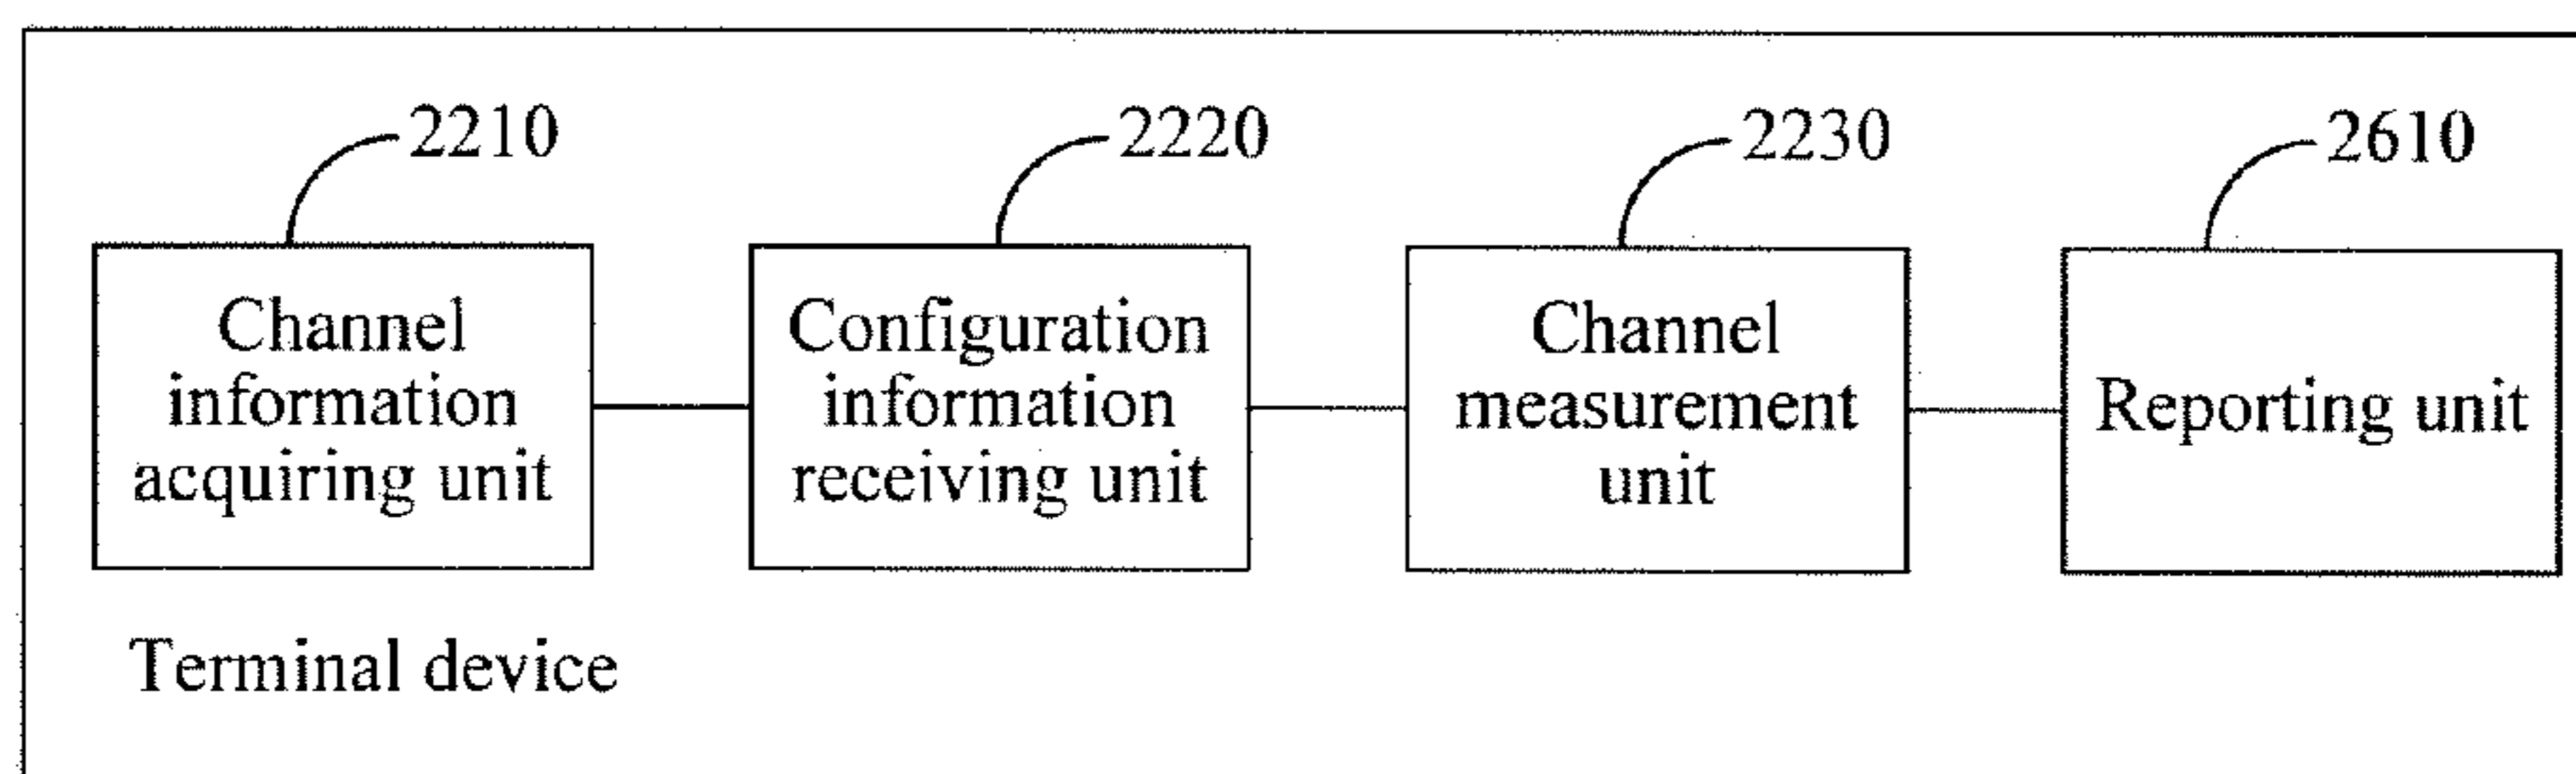 2210
2220
2230
2610
Channel
information
acquiring unit
Configuration
information
receiving unit
Channel
measurement
unit
Reporting unit
Terminal device